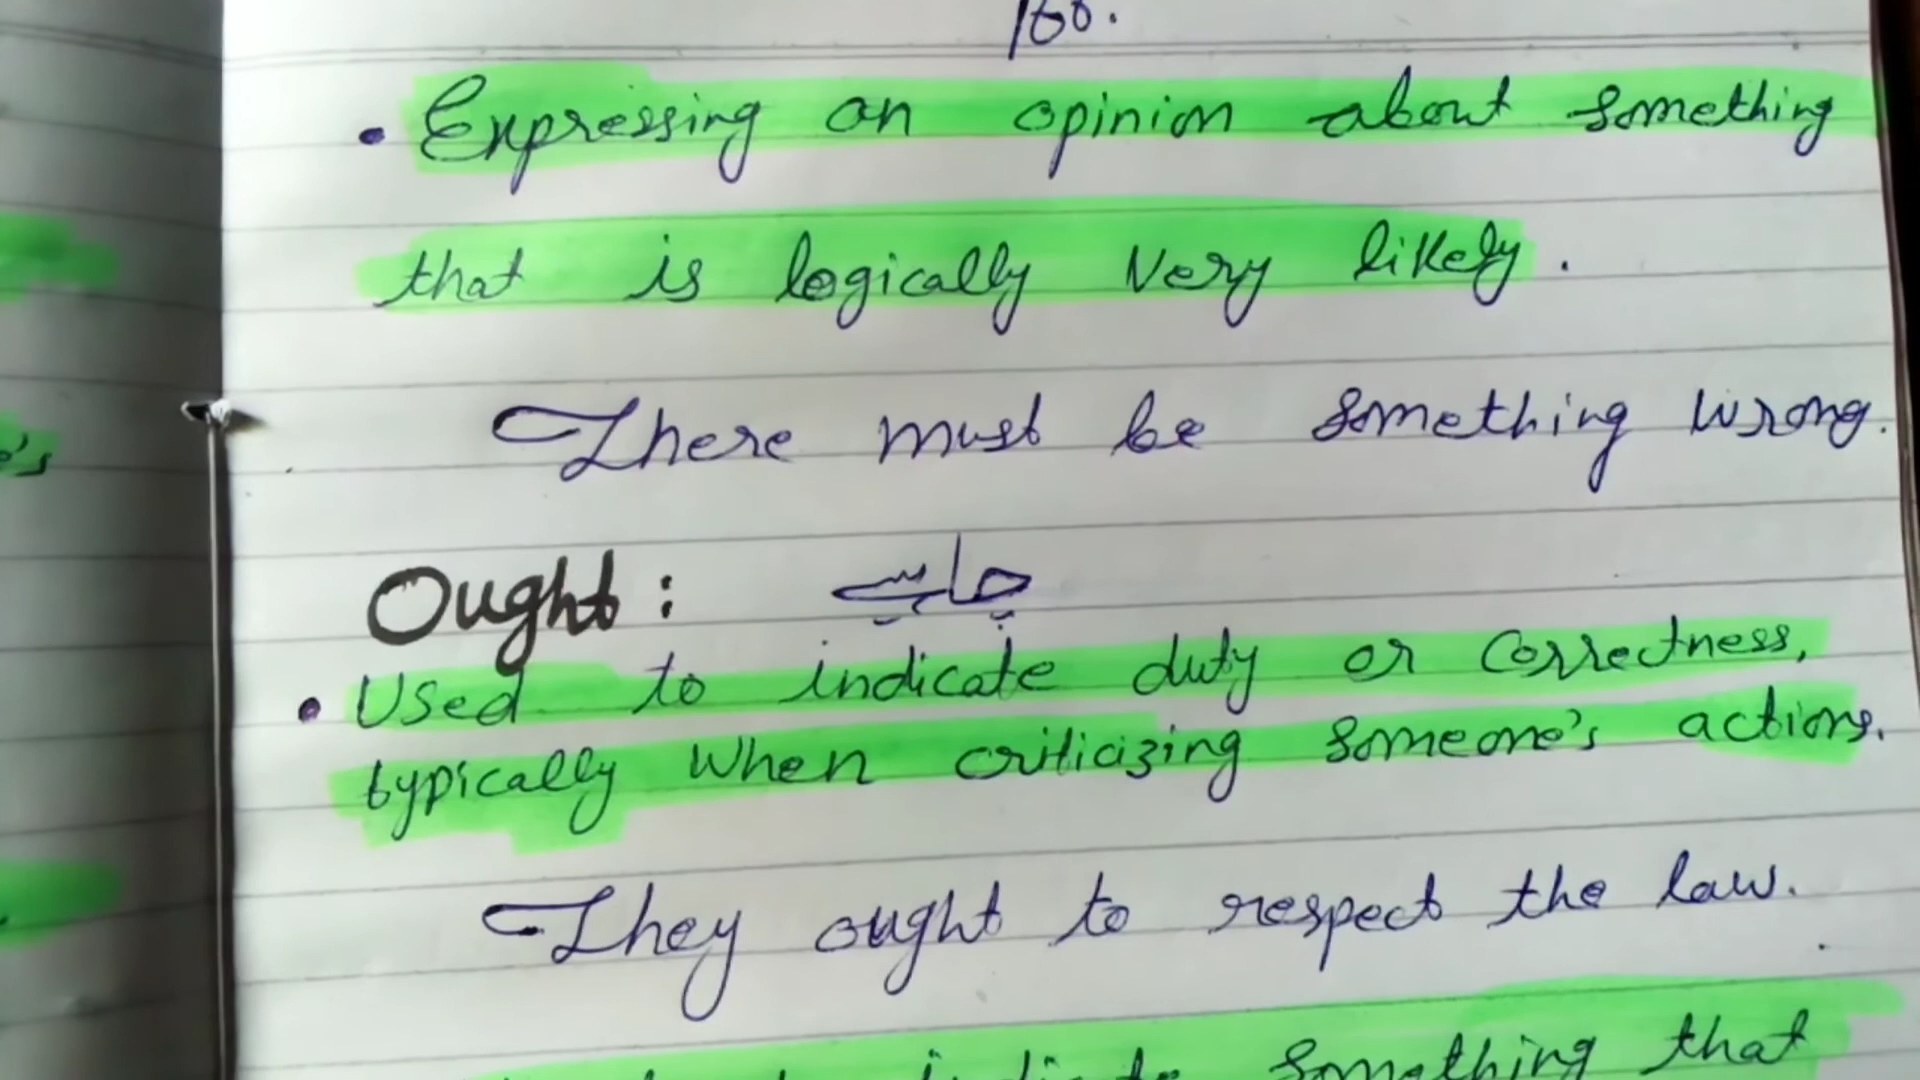 • Expressing an opinion about something
that is logically very likely.
There must be something wrong.
Ought: چاہیے
• Used to indicate duty or correctness,
typically when criticizing someone's actions.
They ought to respect the law.
something that